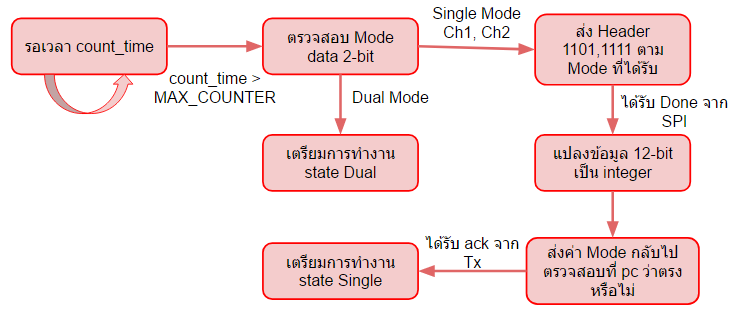 รอเวลา count_time
count_time >
MAX_COUNTER
ตรวจสอบ Mode
data 2-bit
Single Mode
Ch1, Ch2
ส่ง Header
1101,1111 ตาม
Mode ที่ได้รับ
Dual Mode
เตรียมการทำงาน
state Dual
ได้รับ Done จาก
SPI
แปลงข้อมูล 12-bit
เป็น integer
ส่งค่า Mode กลับไป
ตรวจสอบที่ pc ว่าตรง
หรือไม่
ได้รับ ack จาก
Tx
เตรียมการทำงาน
state Single